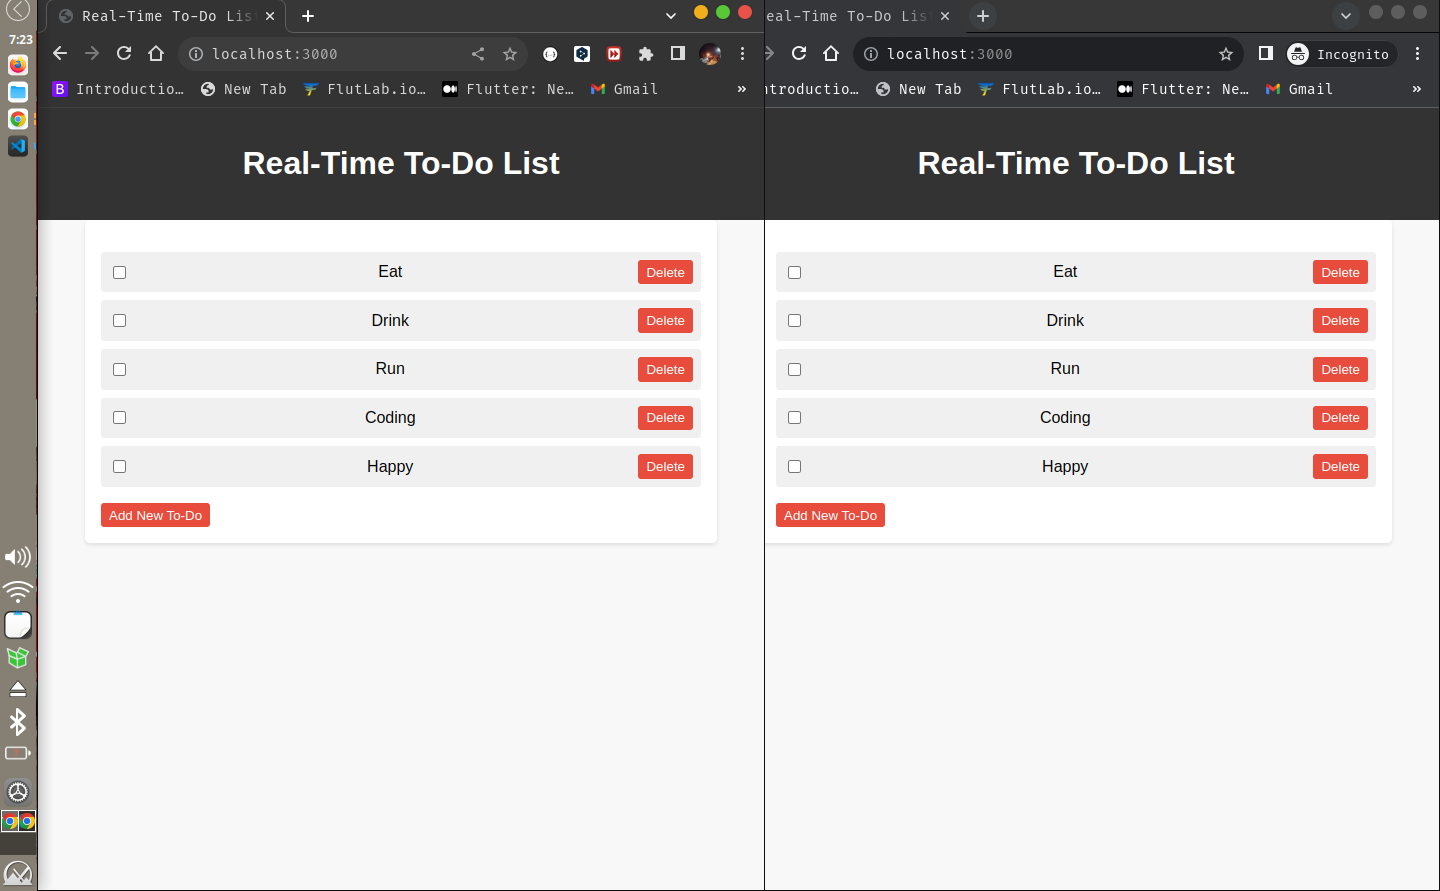 7:23
Real-Time To-Do Lis
localhost:3000
B Introductio…
New Tab
FlutLab.io…
Flutter: Ne…
Gmail
»
Real-Time To-Do List
Eat
Delete
Drink
Delete
Run
Delete
Coding
Delete
Happy
Delete
Add New To-Do
eal-Time To-Do Lis
localhost:3000
Incognito
ntroductio…
New Tab
FlutLab.io…
Flutter: Ne…
Gmail
»
Real-Time To-Do List
Eat
Delete
Drink
Delete
Run
Delete
Coding
Delete
Happy
Delete
Add New To-Do